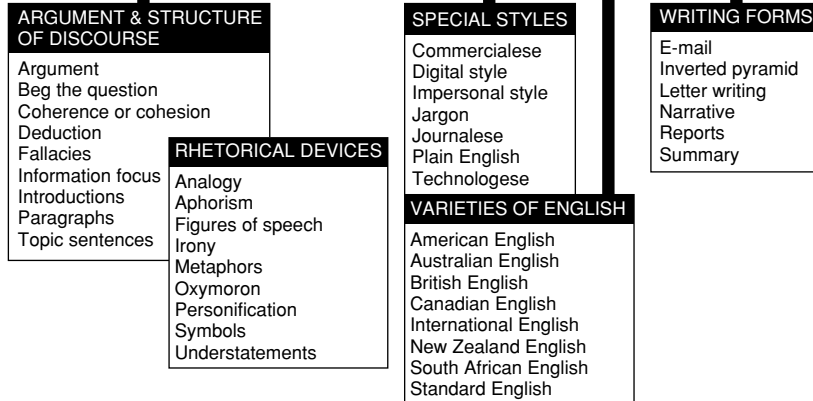 ARGUMENT & STRUCTURE
OF DISCOURSE
Argument
Beg the question
Coherence or cohesion
Deduction
Fallacies
Information focus
Introductions
Paragraphs
Topic sentences
RHETORICAL DEVICES
Analogy
Aphorism
Figures of speech
Irony
Metaphors
Oxymoron
Personification
Symbols
Understatements
SPECIAL STYLES
Commercialese
Digital style
Impersonal style
Jargon
Journalese
Plain English
Technologese
VARIETIES OF ENGLISH
American English
Australian English
British English
Canadian English
International English
New Zealand English
South African English
Standard English
WRITING FORMS
E-mail
Inverted pyramid
Letter writing
Narrative
Reports
Summary